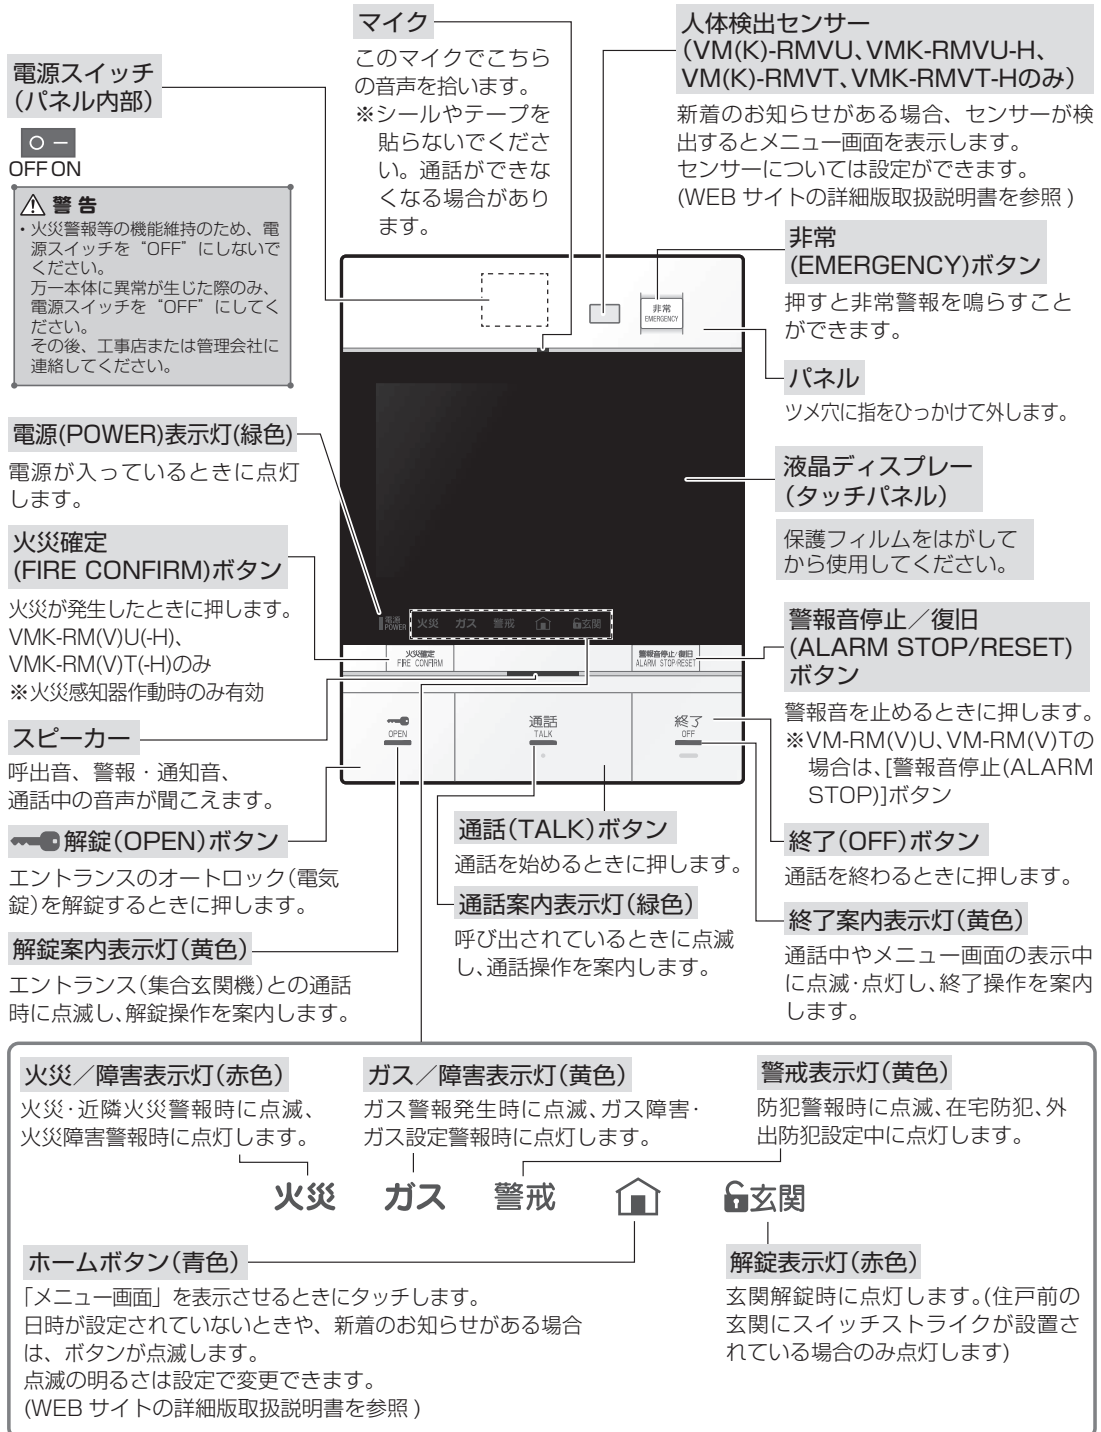 マイク
このマイクでこちら
の音声を拾います。
※シールやテープを
貼らないでくださ
い。通話ができな
くなる場合があり
ます。
人体検出センサー
（VM(K)-RMVU、VMK-RMVU-H、
VM(K)-RMVT、VMK-RMVT-Hのみ）
新着のお知らせがある場合、センサーが検
出するとメニュー画面を表示します。
センサーについては設定ができます。
(WEB サイトの詳細版取扱説明書を参照 )
電源スイッチ
（パネル内部）
OFF ON
警告
・火災警報等の機能維持のため、電
源スイッチを“OFF”にしないで
ください。
万一本体に異常が生じた際のみ、
電源スイッチを“OFF”にしてく
ださい。
その後、工事店または管理会社に
連絡してください。
非常
(EMERGENCY)ボタン
押すと非常警報を鳴らすこと
ができます。
非常
EMERGENCY
パネル
ツメ穴に指をひっかけて外します。
電源(POWER)表示灯(緑色)
電源が入っているときに点灯
します。
液晶ディスプレー
（タッチパネル）
保護フィルムをはがして
から使用してください。
火災確定
(FIRE CONFIRM)ボタン
火災が発生したときに押します。
VMK-RM(V)U(-H)、
VMK-RM(V)T(-H)のみ
※火災感知器作動時のみ有効
電源
POWER
火災 ガス 警戒 玄関
火災確定
FIRE CONFIRM
警報音停止/復旧
ALARM STOP/RESET
警報音停止／復旧
(ALARM STOP/RESET)
ボタン
警報音を止めるときに押します。
※VM-RM(V)U、VM-RM(V)Tの
場合は、[警報音停止(ALARM
STOP)]ボタン
スピーカー
呼出音、警報・通知音、
通話中の音声が聞こえます。
OPEN
通話
TALK
終了
OFF
解錠（OPEN）ボタン
エントランスのオートロック（電気
錠）を解錠するときに押します。
通話（TALK）ボタン
通話を始めるときに押します。
終了（OFF）ボタン
通話を終わるときに押します。
解錠案内表示灯（黄色）
エントランス（集合玄関機）との通話
時に点滅し、解錠操作を案内します。
通話案内表示灯（緑色）
呼び出されているときに点滅
し、通話操作を案内します。
終了案内表示灯（黄色）
通話中やメニュー画面の表示中
に点滅・点灯し、終了操作を案内
します。
火災／障害表示灯（赤色）
火災・近隣火災警報時に点滅、
火災障害警報時に点灯します。
ガス／障害表示灯（黄色）
ガス警報発生時に点滅、ガス障害・
ガス設定警報時に点灯します。
警戒表示灯（黄色）
防犯警報時に点滅、在宅防犯、外
出防犯設定中に点灯します。
火災 ガス 警戒 玄関
ホームボタン（青色）
「メニュー画面」を表示させるときにタッチします。
日時が設定されていないときや、新着のお知らせがある場合
は、ボタンが点滅します。
点滅の明るさは設定で変更できます。
(WEB サイトの詳細版取扱説明書を参照 )
解錠表示灯（赤色）
玄関解錠時に点灯します。(住戸前の
玄関にスイッチストライクが設置さ
れている場合のみ点灯します)